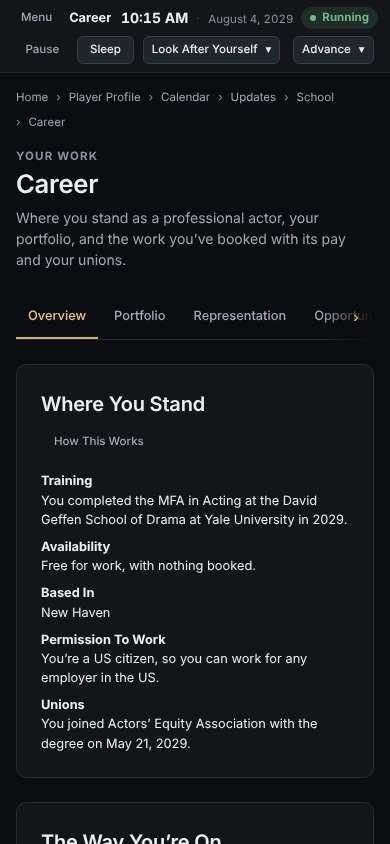 Menu Career 10:15 AM · August 4, 2029 Running
Pause Sleep Look After Yourself ▾ Advance ▾
Home › Player Profile › Calendar › Updates › School
› Career
YOUR WORK
Career
Where you stand as a professional actor, your
portfolio, and the work you’ve booked with its pay
and your unions.
Overview Portfolio Representation
Where You Stand
How This Works
Training
You completed the MFA in Acting at the David
Geffen School of Drama at Yale University in 2029.
Availability
Free for work, with nothing booked.
Based In
New Haven
Permission To Work
You’re a US citizen, so you can work for any
employer in the US.
Unions
You joined Actors’ Equity Association with the
degree on May 21, 2029.
The Way You’re On